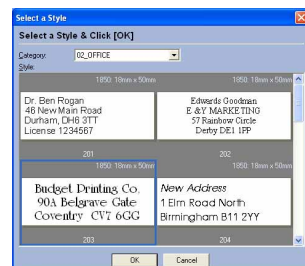 Select a Style
Select a Style & Click [OK]
Category: 02_OFFICE
Style:
1850: 18mm x 50mm
1850: 18mm x 50mm
Dr. Ben Rogan
46 New Main Road
Durham, DH6 3TT
License 1234567
Edwards Goodman
E &Y MARKETING
57 Rainbow Circle
Derby DE1 1PP
201
202
1850: 18mm x 50mm
1850: 18mm x 50mm
Budget Printing Co.
90A Belgrave Gate
Coventry CV7 6GG
New Address
1 Elm Road North
Birmingham B11 2YY
203
204
OK
Cancel